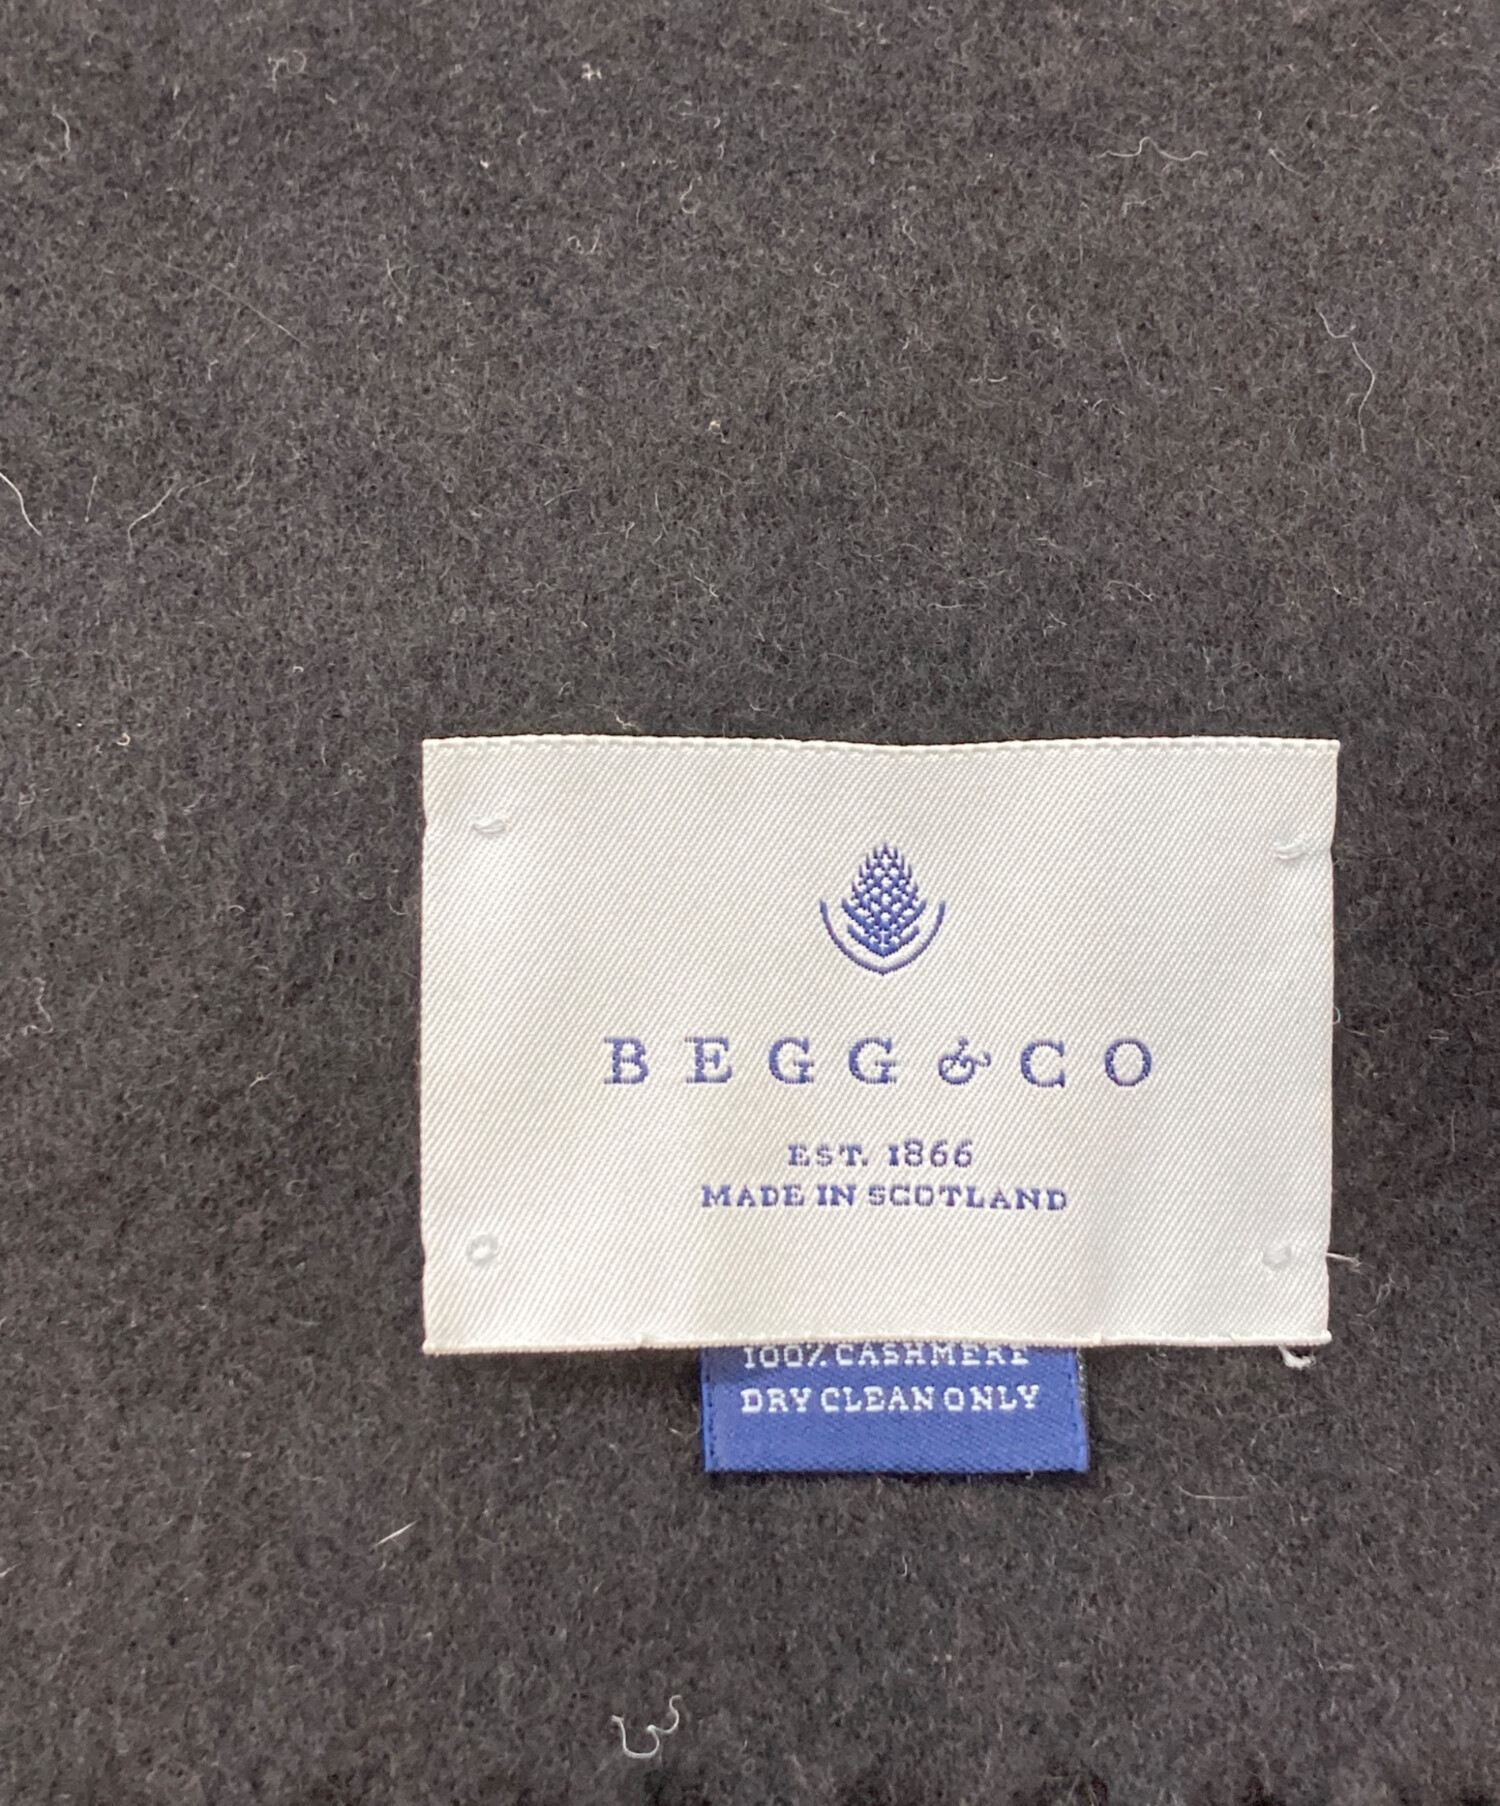 BEGG & CO
EST. 1866
MADE IN SCOTLAND
100% CASHMERE
DRY CLEAN ONLY